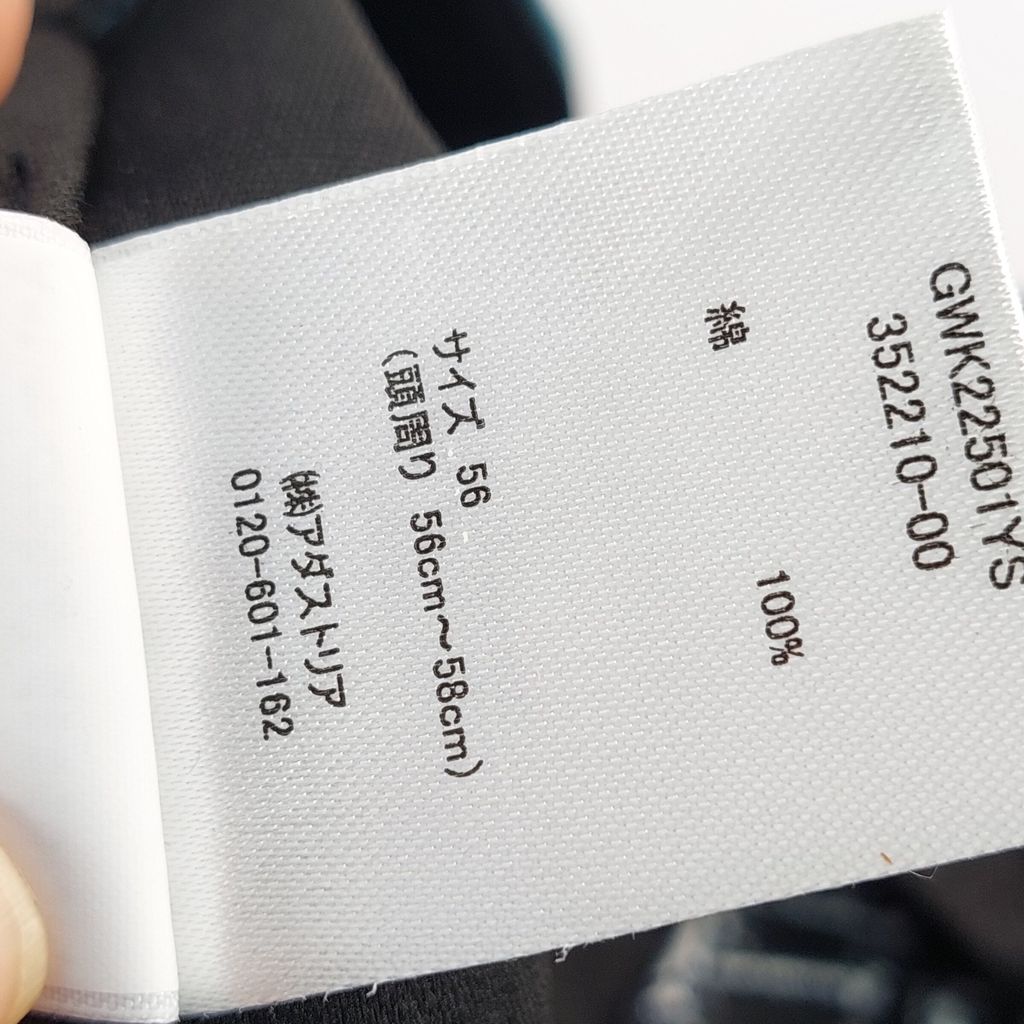 GWK22501YS
352210-00
綿 100%
サイズ 56
(頭周り 56cm～58cm)
㈱アダストリア
0120-601-162